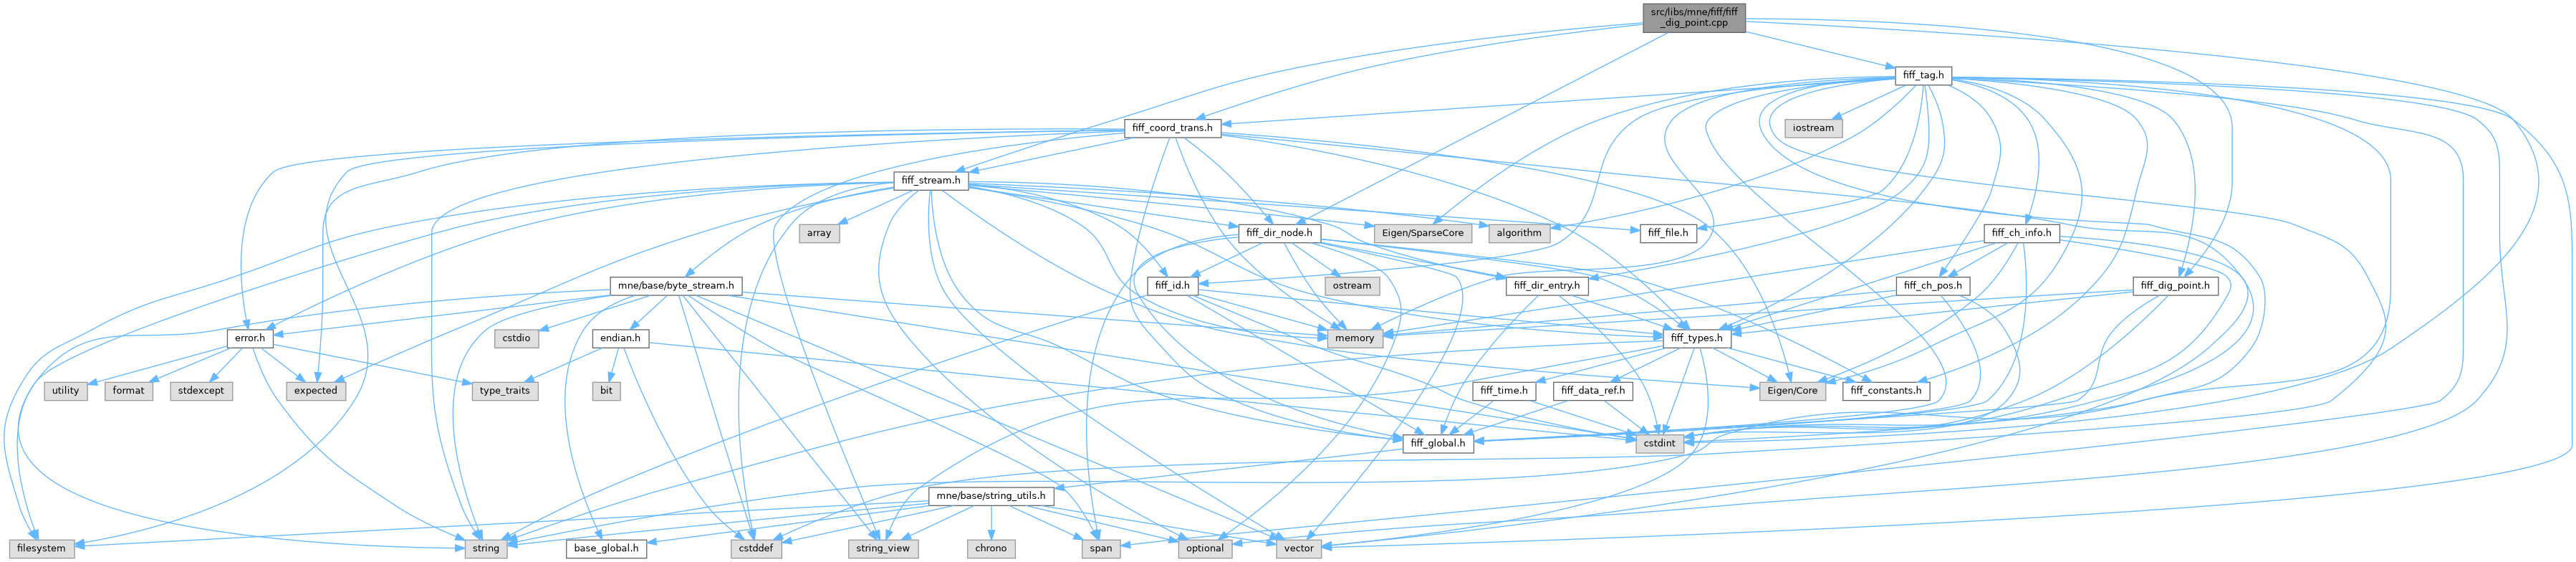 src/libs/mne/fiff/fiff
_dig_point.cpp
fiff_tag.h
fiff_coord_trans.h
iostream
fiff_stream.h
array
Eigen/SparseCore
algorithm
fiff_dir_node.h
fiff_file.h
fiff_ch_info.h
mne/base/byte_stream.h
fiff_id.h
ostream
fiff_dir_entry.h
fiff_ch_pos.h
fiff_dig_point.h
error.h
cstdio
endian.h
memory
fiff_types.h
utility
format
stdexcept
expected
type_traits
bit
Eigen/Core
fiff_time.h
fiff_data_ref.h
fiff_constants.h
fiff_global.h
cstdint
mne/base/string_utils.h
filesystem
string
base_global.h
cstddef
string_view
chrono
span
optional
vector